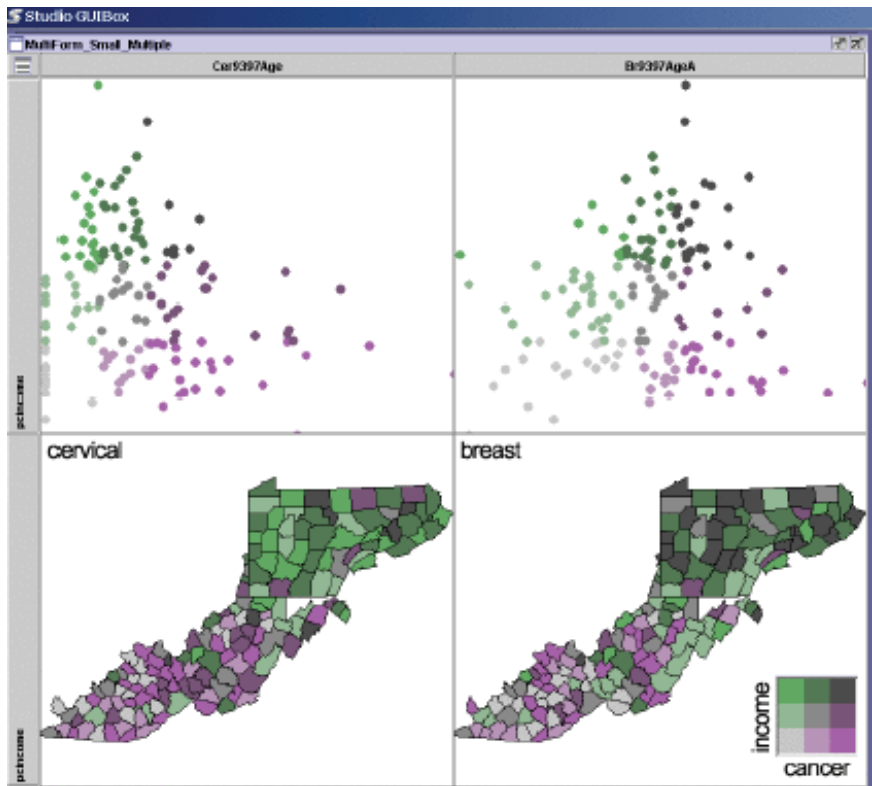 Studio GUIBox
MultiForm_Small_Multiple
Cer9397Age
Br9397AgeA
pcincome
cervical
breast
pcincome
income
cancer